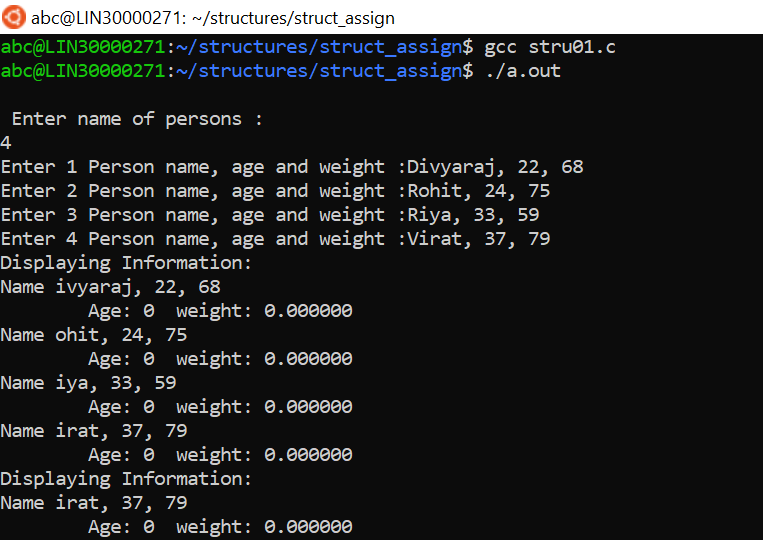 abc@LIN30000271: ~/structures/struct_assign
abc@LIN30000271:~/structures/struct_assign$ gcc stru01.c
abc@LIN30000271:~/structures/struct_assign$ ./a.out
Enter name of persons :
4
Enter 1 Person name, age and weight :Divyaraj, 22, 68
Enter 2 Person name, age and weight :Rohit, 24, 75
Enter 3 Person name, age and weight :Riya, 33, 59
Enter 4 Person name, age and weight :Virat, 37, 79
Displaying Information:
Name ivyaraj, 22, 68
Age: 0  weight: 0.000000
Name ohit, 24, 75
Age: 0  weight: 0.000000
Name iya, 33, 59
Age: 0  weight: 0.000000
Name irat, 37, 79
Age: 0  weight: 0.000000
Displaying Information:
Name irat, 37, 79
Age: 0  weight: 0.000000